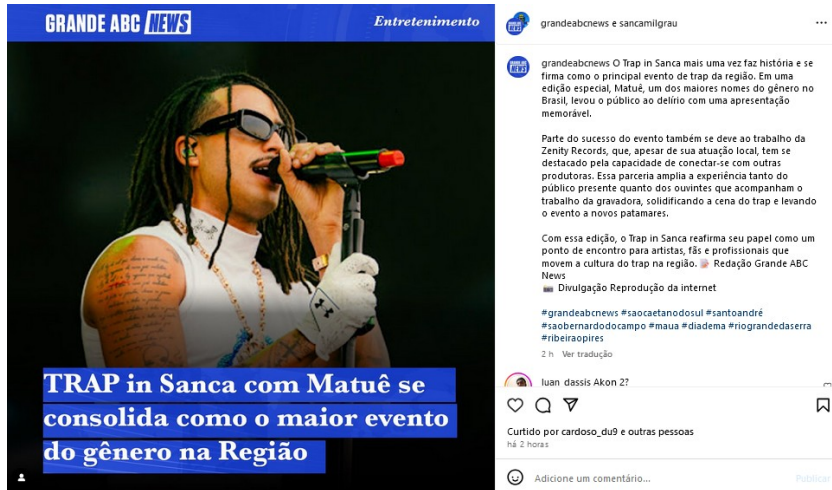 GRANDE ABC NEWS
Entretenimento
TRAP in Sanca com Matuê se
consolida como o maior evento
do gênero na Região
grandeabcnews e sancamilgrau
grandeabcnews O Trap in Sanca mais uma vez faz história e se
firma como o principal evento de trap da região. Em uma
edição especial, Matuê, um dos maiores nomes do gênero no
Brasil, levou o público ao delírio com uma apresentação
memorável.
Parte do sucesso do evento também se deve ao trabalho da
Zenity Records, que, apesar de sua atuação local, tem se
destacado pela capacidade de conectar-se com outras
produtoras. Essa parceria amplia a experiência tanto do
público presente quanto dos ouvintes que acompanham o
trabalho da gravadora, solidificando a cena do trap e levando
o evento a novos patamares.
Com essa edição, o Trap in Sanca reafirma seu papel como um
ponto de encontro para artistas, fãs e profissionais que
movem a cultura do trap na região. Redação Grande ABC
News
Divulgação Reprodução da internet
#grandeabcnews #saocaetanodosul #santoandré
#saobernardodocampo #maua #diadema #riograndedaserra
#ribeiraopires
2 h Ver tradução
luan_dassis Akon 2?
Curtido por cardoso_du9 e outras pessoas
há 2 horas
Adicione um comentário...
Publicar